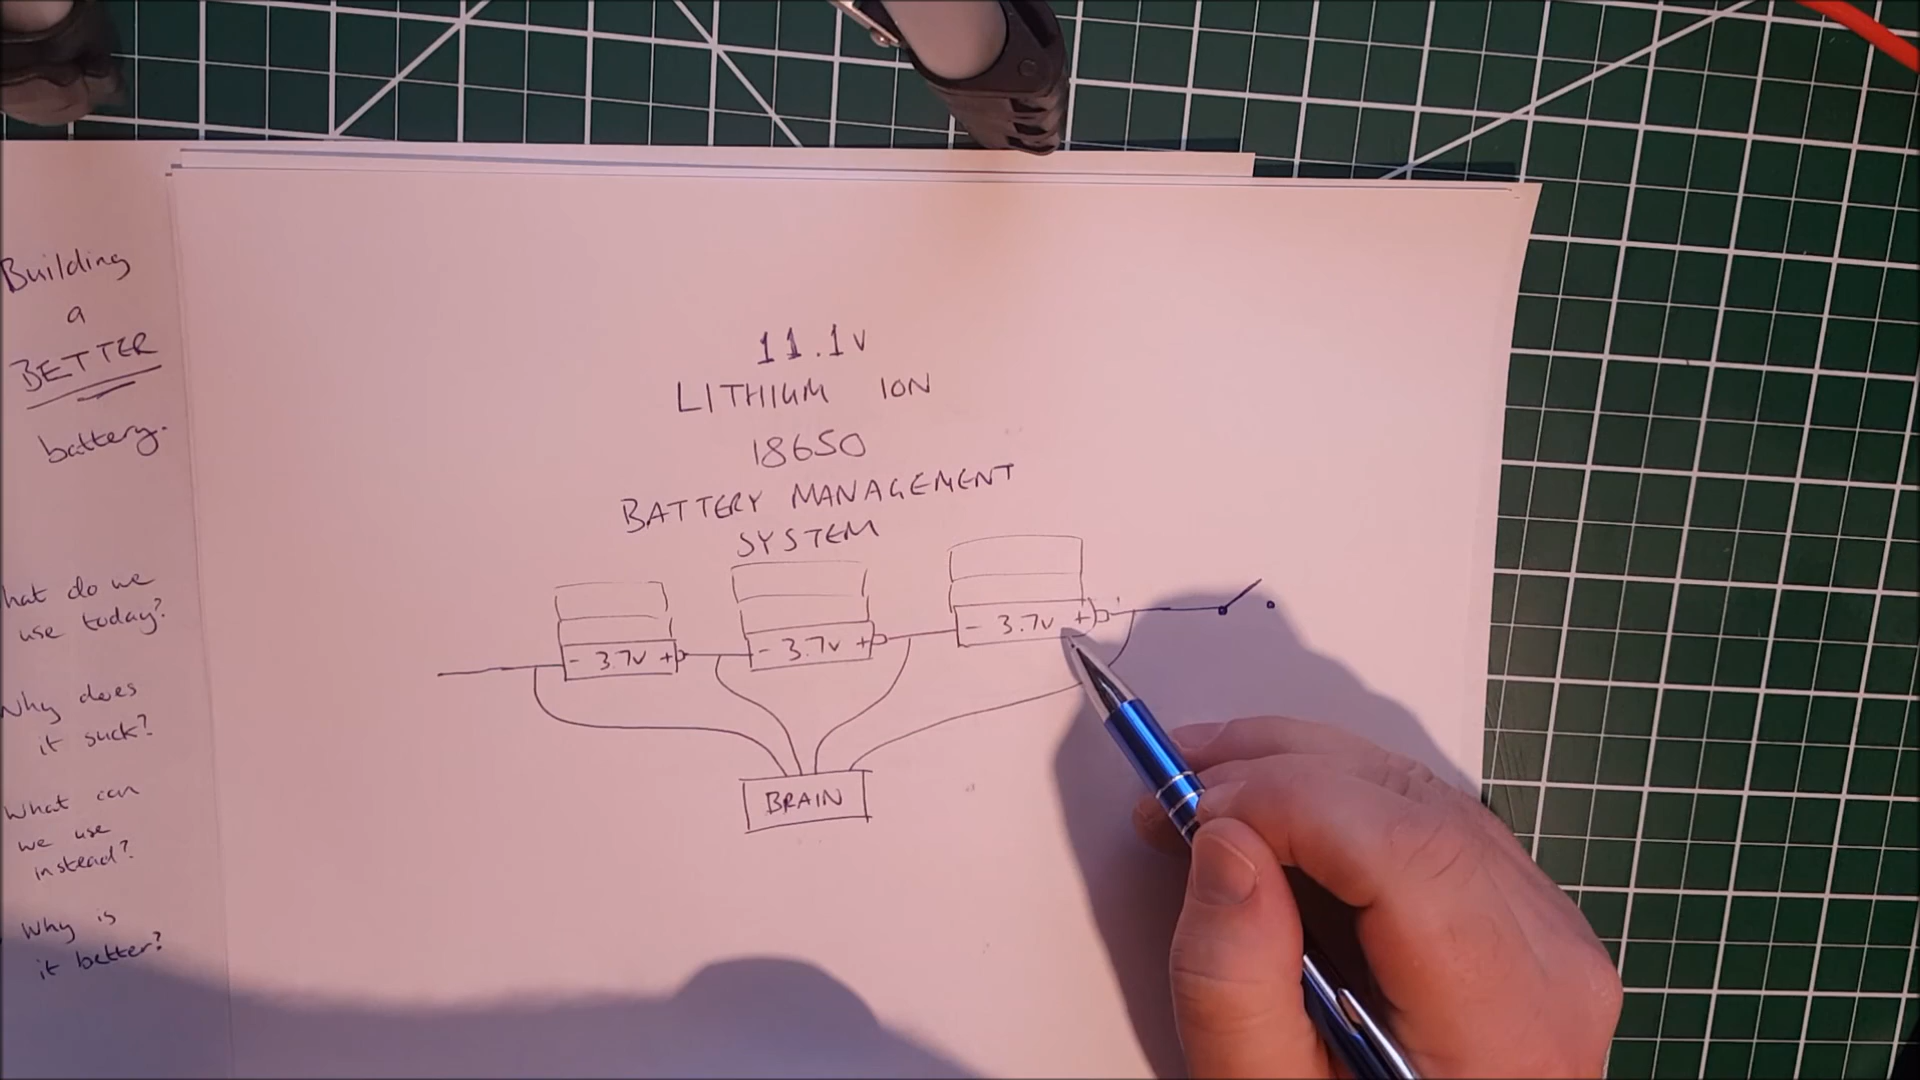 Building
a
BETTER
battery.
hat do we
use today?
Why does
it suck?
What can
we use
instead?
Why is
it better?
11.1v
LITHIUM ION
18650
BATTERY MANAGEMENT
SYSTEM
- 3.7v +
- 3.7v +
- 3.7v +
BRAIN